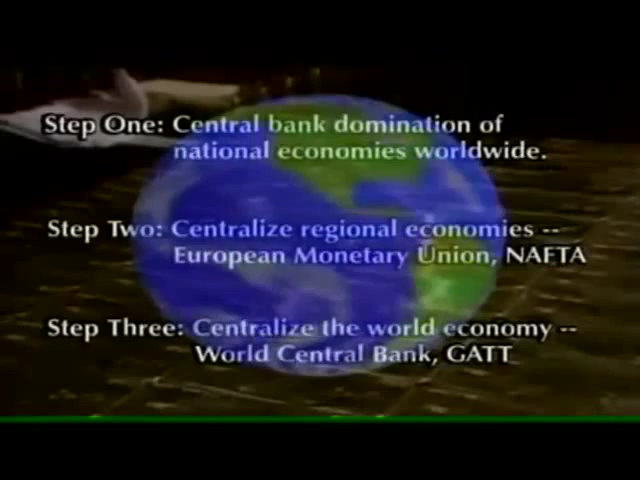 Step One: Central bank domination of
national economies worldwide.
Step Two: Centralize regional economies --
European Monetary Union, NAFTA
Step Three: Centralize the world economy --
World Central Bank, GATT